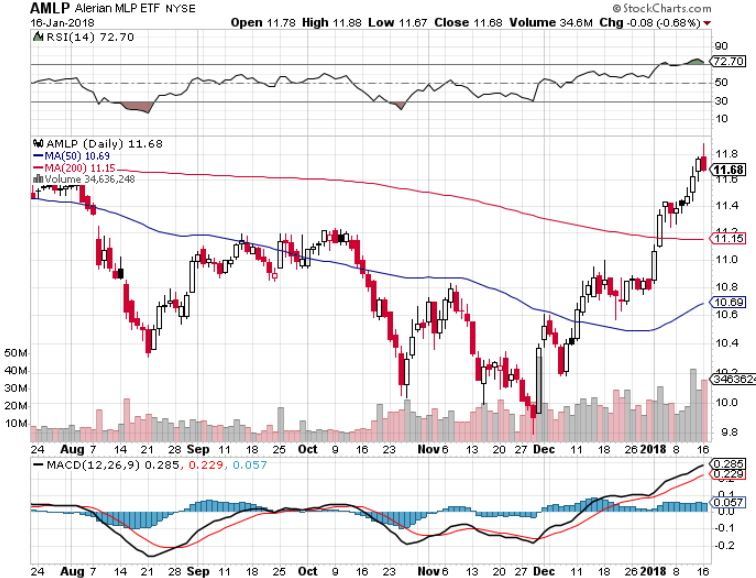 AMLP Alerian MLP ETF NYSE © StockCharts.com
16-Jan-2018 Open 11.78 High 11.88 Low 11.67 Close 11.68 Volume 34.6M Chg -0.08 (-0.68%)
RSI(14) 72.70
90
72.70
50
30
10
AMLP (Daily) 11.68
MA(50) 10.69
MA(200) 11.15
Volume 34,636,248
11.8
11.68
11.6
11.4
11.2
11.15
11.0
10.8
10.69
10.6
10.4
10.2
3463624
10.0
9.8
50M
40M
30M
20M
10M
24 Aug 7 14 21 28 Sep 11 18 25 Oct 9 16 23 Nov 6 13 20 27 Dec 11 18 26 2018 8 16
MACD(12,26,9) 0.285, 0.229, 0.057
0.285
0.229
0.1
0.057
0.0
-0.1
-0.2
24 Aug 7 14 21 28 Sep 11 18 25 Oct 9 16 23 Nov 6 13 20 27 Dec 11 18 26 2018 8 16